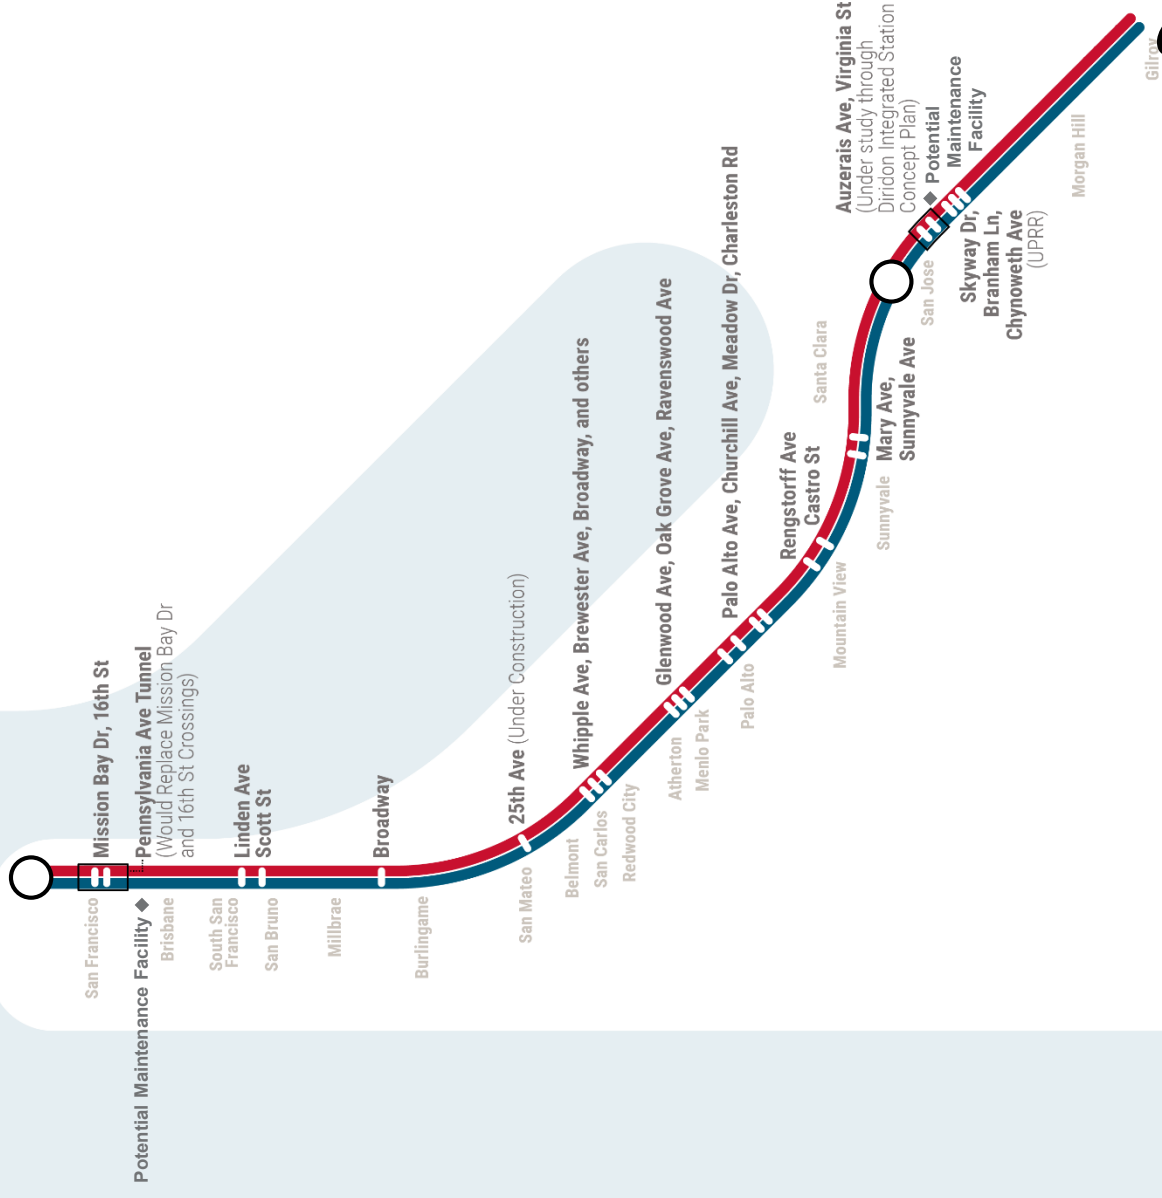 Mission Bay Dr, 16th St
Pennsylvania Ave Tunnel
(Would Replace Mission Bay Dr
and 16th St Crossings)
Linden Ave
Scott St
Broadway
25th Ave (Under Construction)
Whipple Ave, Brewester Ave, Broadway, and others
Glenwood Ave, Oak Grove Ave, Ravenswood Ave
Palo Alto Ave, Churchill Ave, Meadow Dr, Charleston Rd
Rengstorff Ave
Castro St
Mary Ave,
Sunnyvale Ave
Auzerais Ave, Virginia St
(Under study through
Diridon Integrated Station
Concept Plan)
Potential
Maintenance
Facility
Skyway Dr,
Branham Ln,
Chynoweth Ave
(UPRR)
San Francisco
Potential Maintenance Facility
Brisbane
South San
Francisco
San Bruno
Millbrae
Burlingame
San Mateo
Belmont
San Carlos
Redwood City
Atherton
Menlo Park
Palo Alto
Mountain View
Sunnyvale
Santa Clara
San Jose
Morgan Hill
Gilroy